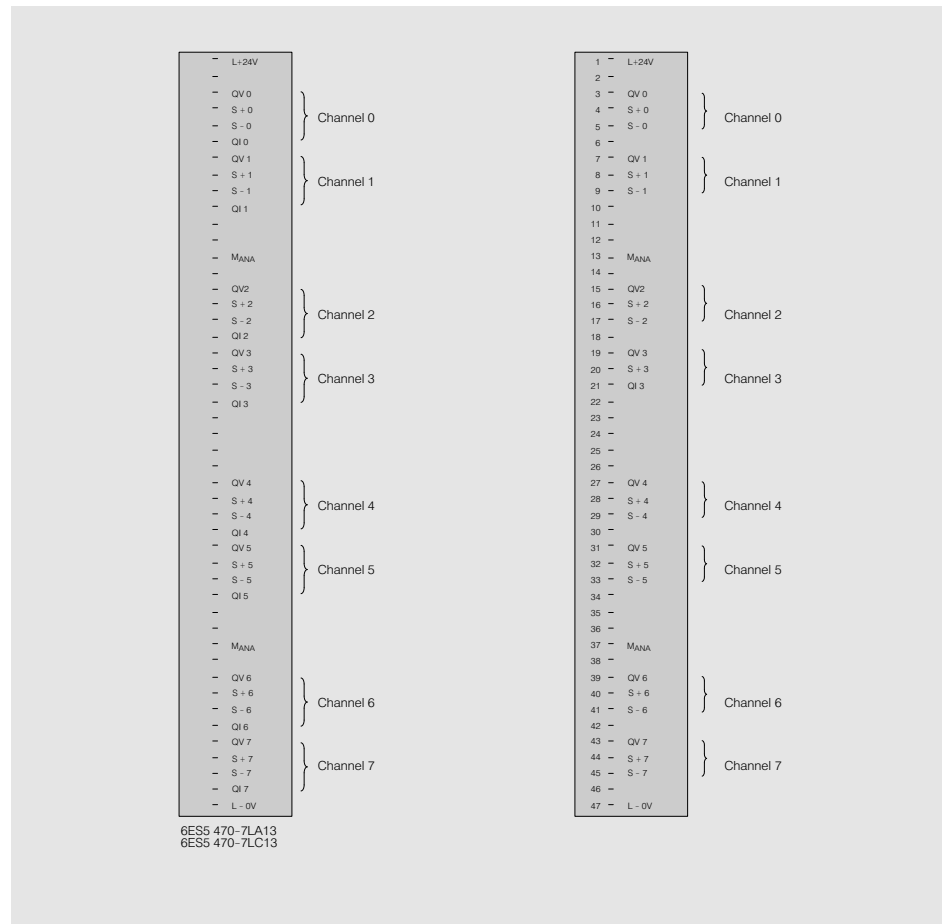 L+24V
QV 0
S + 0
S - 0
QI 0
Channel 0
QV 1
S + 1
S - 1
QI 1
Channel 1
MANA
QV2
S + 2
S - 2
QI 2
Channel 2
QV 3
S + 3
S - 3
QI 3
Channel 3
QV 4
S + 4
S - 4
QI 4
Channel 4
QV 5
S + 5
S - 5
QI 5
Channel 5
MANA
QV 6
S + 6
S - 6
QI 6
Channel 6
QV 7
S + 7
S - 7
QI 7
Channel 7
L - 0V
6ES5 470-7LA13
6ES5 470-7LC13
1 L+24V
2
3 QV 0
4 S + 0
5 S - 0
Channel 0
6
7 QV 1
8 S + 1
9 S - 1
Channel 1
10
11
12
13 MANA
14
15 QV2
16 S + 2
17 S - 2
Channel 2
18
19 QV 3
20 S + 3
21 QI 3
Channel 3
22
23
24
25
26
27 QV 4
28 S + 4
29 S - 4
Channel 4
30
31 QV 5
32 S + 5
33 S - 5
Channel 5
34
35
36
37 MANA
38
39 QV 6
40 S + 6
41 S - 6
Channel 6
42
43 QV 7
44 S + 7
45 S - 7
Channel 7
46
47 L - 0V